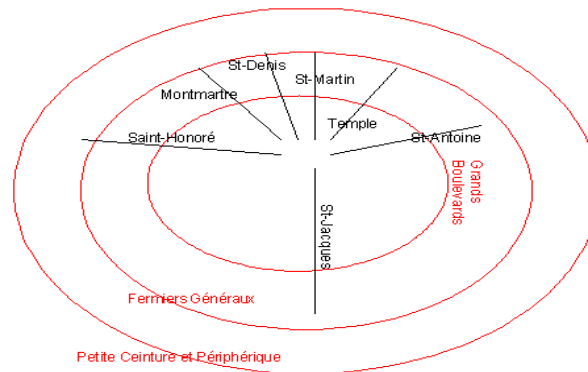 St-Denis
St-Martin
Montmartre
Temple
Saint-Honoré
St-Antoine
Grands
Boulevards
St-Jacques
Fermiers Généraux
Petite Ceinture et Périphérique